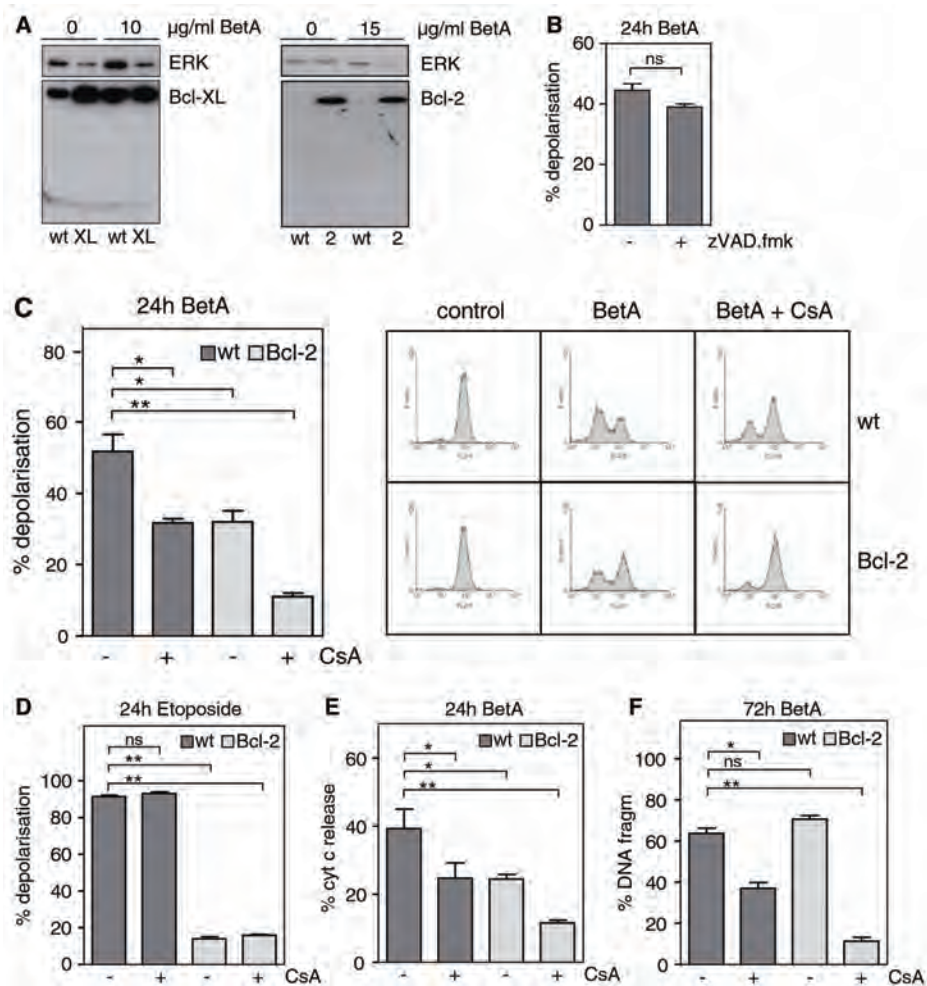 A
0 10 µg/ml BetA
ERK
Bcl-XL
wt XL wt XL
0 15 µg/ml BetA
ERK
Bcl-2
wt 2 wt 2
B
24h BetA
60
40
20
0
% depolarisation
ns
- + zVAD.fmk
C
24h BetA
80
60
40
20
0
% depolarisation
wt Bcl-2
*
*
**
- + - + CsA
control BetA BetA + CsA
wt
Bcl-2
D
24h Etoposide
wt Bcl-2
100
80
60
40
20
0
% depolarisation
ns
**
**
- + - + CsA
E
24h BetA
wt Bcl-2
60
40
20
0
% cyt c release
*
*
**
- + - + CsA
F
72h BetA
wt Bcl-2
100
80
60
40
20
0
% DNA fragm
*
ns
**
- + - + CsA